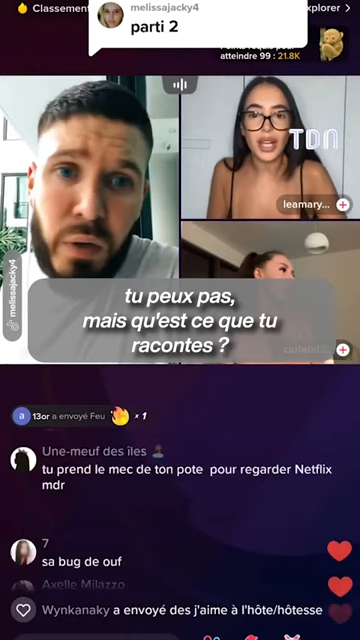 Classement
melissajacky4
parti 2
xplorer >
atteindre 99 : 21.8K
TDN
leamary...
melissajacky4
tu peux pas,
mais qu'est ce que tu
racontes ?
a
13or a envoyé Feu x 1
Une-meuf des îles
tu prend le mec de ton pote pour regarder Netflix
mdr
7
sa bug de ouf
Axelle Milazzo
Wynkanaky a envoyé des j'aime à l'hôte/hôtesse